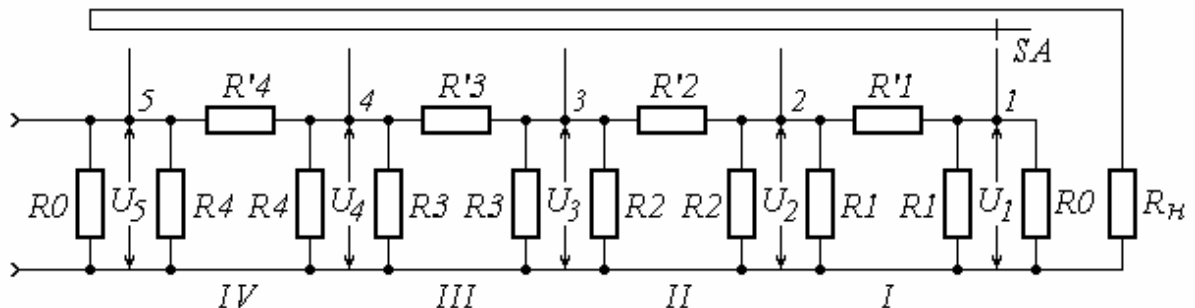 SA
R'4 R'3 R'2 R'1
5 4 3 2 1
R0 U5 R4 R4 U4 R3 R3 U3 R2 R2 U2 R1 R1 U1 R0 Rн
IV III II I